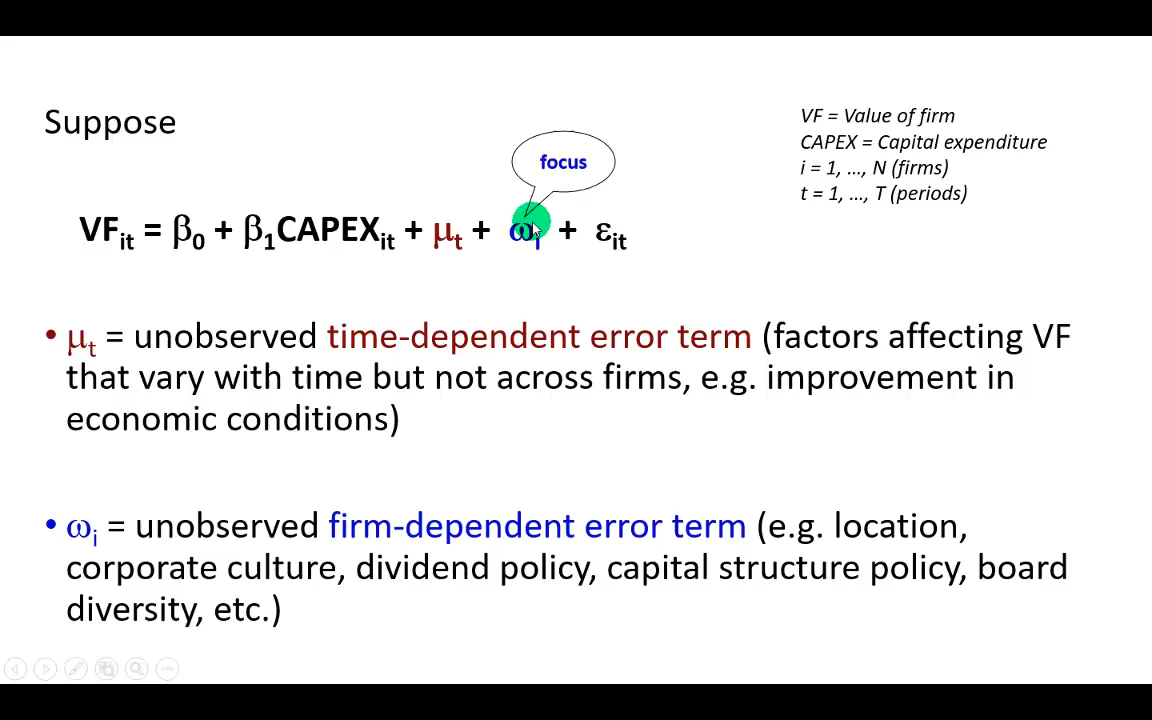 Suppose
VF = Value of firm
CAPEX = Capital expenditure
i = 1, ..., N (firms)
t = 1, ..., T (periods)
focus
VFit = β0 + β1CAPEXit + μt + ωi + εit
• μt = unobserved time-dependent error term (factors affecting VF
that vary with time but not across firms, e.g. improvement in
economic conditions)
• ωi = unobserved firm-dependent error term (e.g. location,
corporate culture, dividend policy, capital structure policy, board
diversity, etc.)